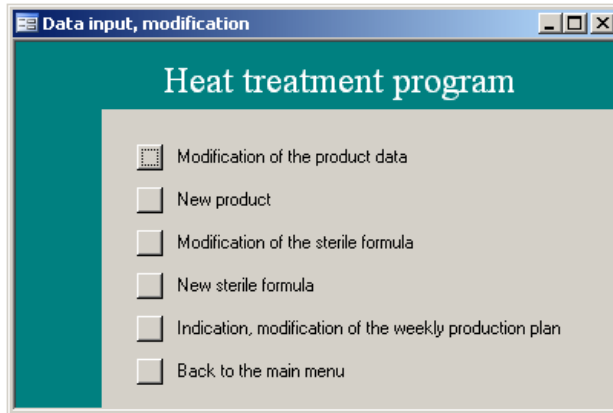 Data input, modification
Heat treatment program
Modification of the product data
New product
Modification of the sterile formula
New sterile formula
Indication, modification of the weekly production plan
Back to the main menu